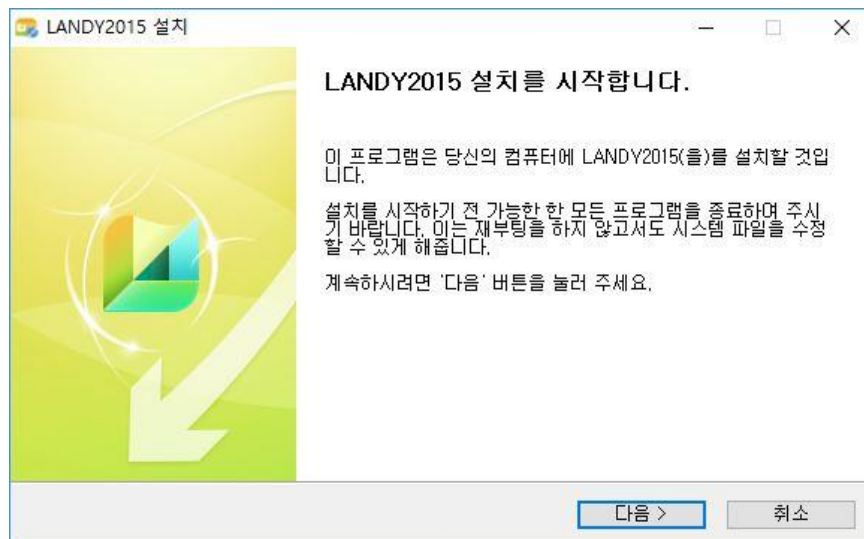 LANDY2015 설치
LANDY2015 설치를 시작합니다.
이 프로그램은 당신의 컴퓨터에 LANDY2015(을)를 설치할 것입
니다.
설치를 시작하기 전 가능한 한 모든 프로그램을 종료하여 주시
기 바랍니다. 이는 재부팅을 하지 않고서도 시스템 파일을 수정
할 수 있게 해줍니다.
계속하시려면 '다음' 버튼을 눌러 주세요.
다음 >
취소